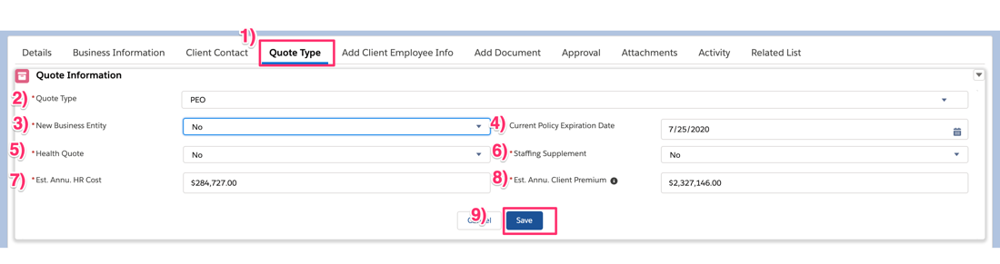 1)
Details Business Information Client Contact Quote Type Add Client Employee Info Add Document Approval Attachments Activity Related List
Quote Information
2) *Quote Type PEO
3) *New Business Entity No 4) Current Policy Expiration Date 7/25/2020
5) *Health Quote No 6) *Staffing Supplement No
7) *Est. Annu. HR Cost $284,727.00 8) *Est. Annu. Client Premium $2,327,146.00
9) Save